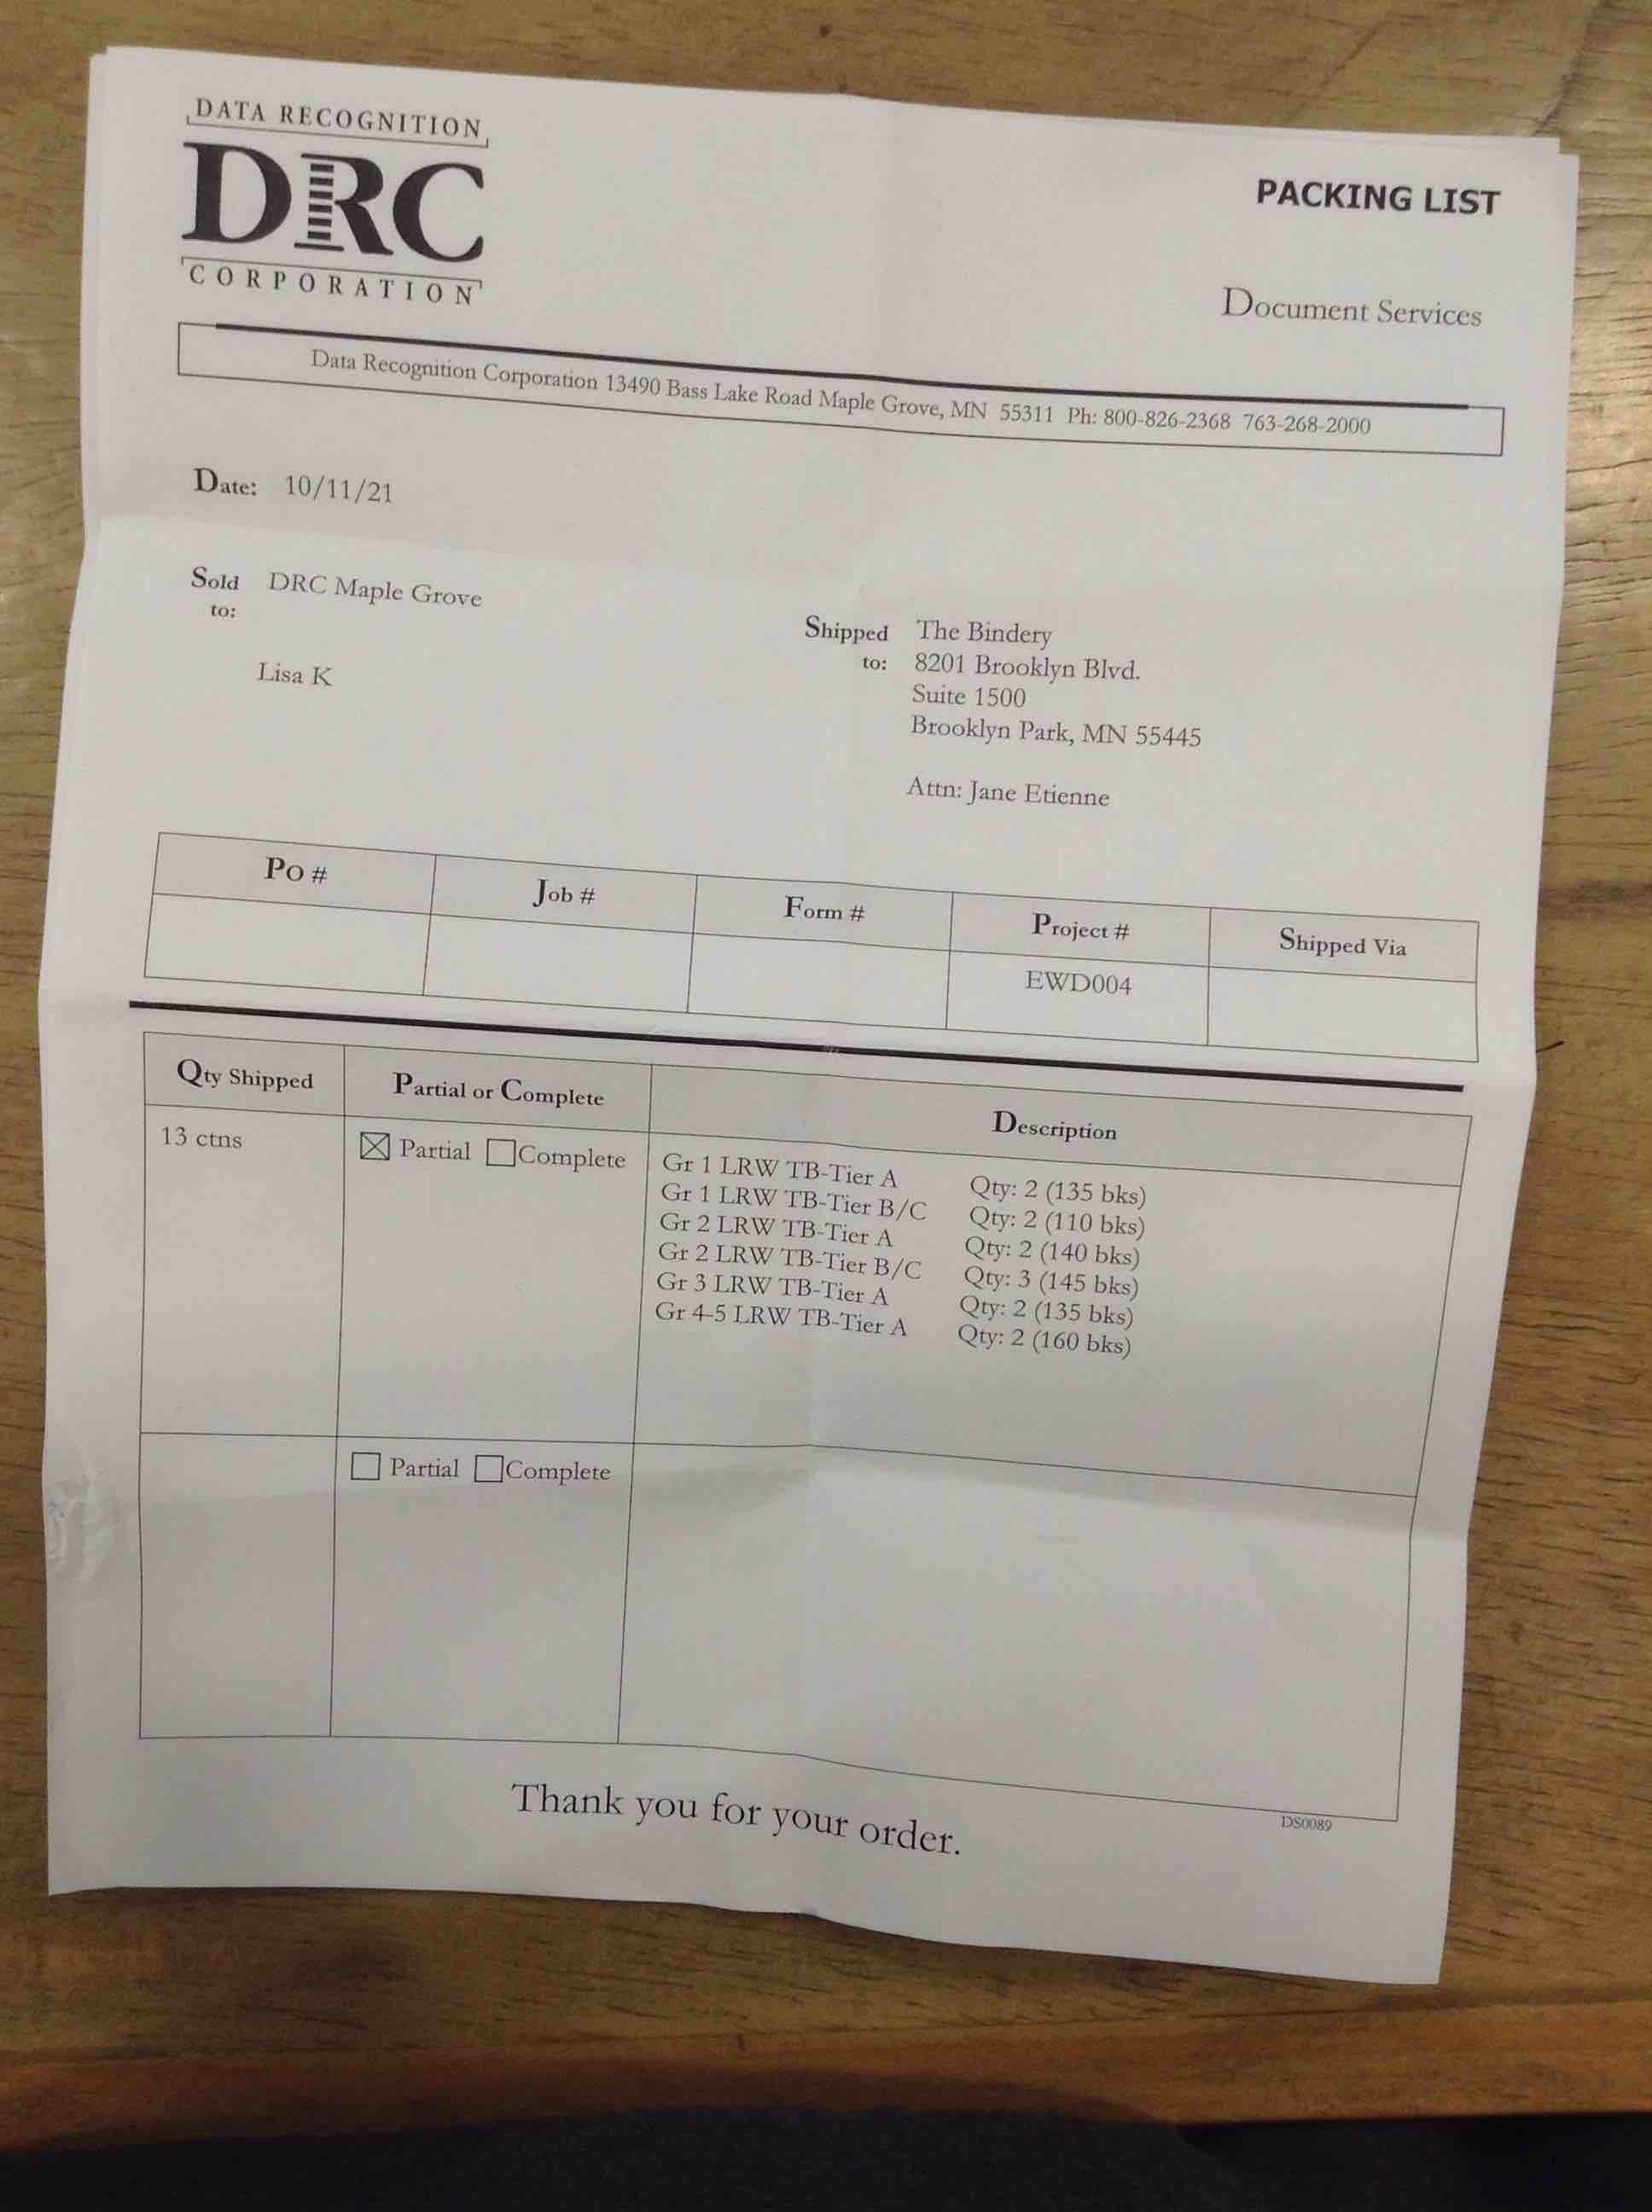 DATA RECOGNITION
DRC
CORPORATION
PACKING LIST
Document Services
Data Recognition Corporation 13490 Bass Lake Road Maple Grove, MN 55311 Ph: 800-826-2368 763-268-2000
Date: 10/11/21
Sold to: DRC Maple Grove
Lisa K
Shipped to: The Bindery
8201 Brooklyn Blvd.
Suite 1500
Brooklyn Park, MN 55445
Attn: Jane Etienne
Po # Job # Form # Project # Shipped Via
EWD004
Qty Shipped Partial or Complete Description
13 ctns ☒ Partial ☐ Complete Gr 1 LRW TB-Tier A Qty: 2 (135 bks)
Gr 1 LRW TB-Tier B/C Qty: 2 (110 bks)
Gr 2 LRW TB-Tier A Qty: 2 (140 bks)
Gr 2 LRW TB-Tier B/C Qty: 3 (145 bks)
Gr 3 LRW TB-Tier A Qty: 2 (135 bks)
Gr 4-5 LRW TB-Tier A Qty: 2 (160 bks)
☐ Partial ☐ Complete
Thank you for your order.
DS0089